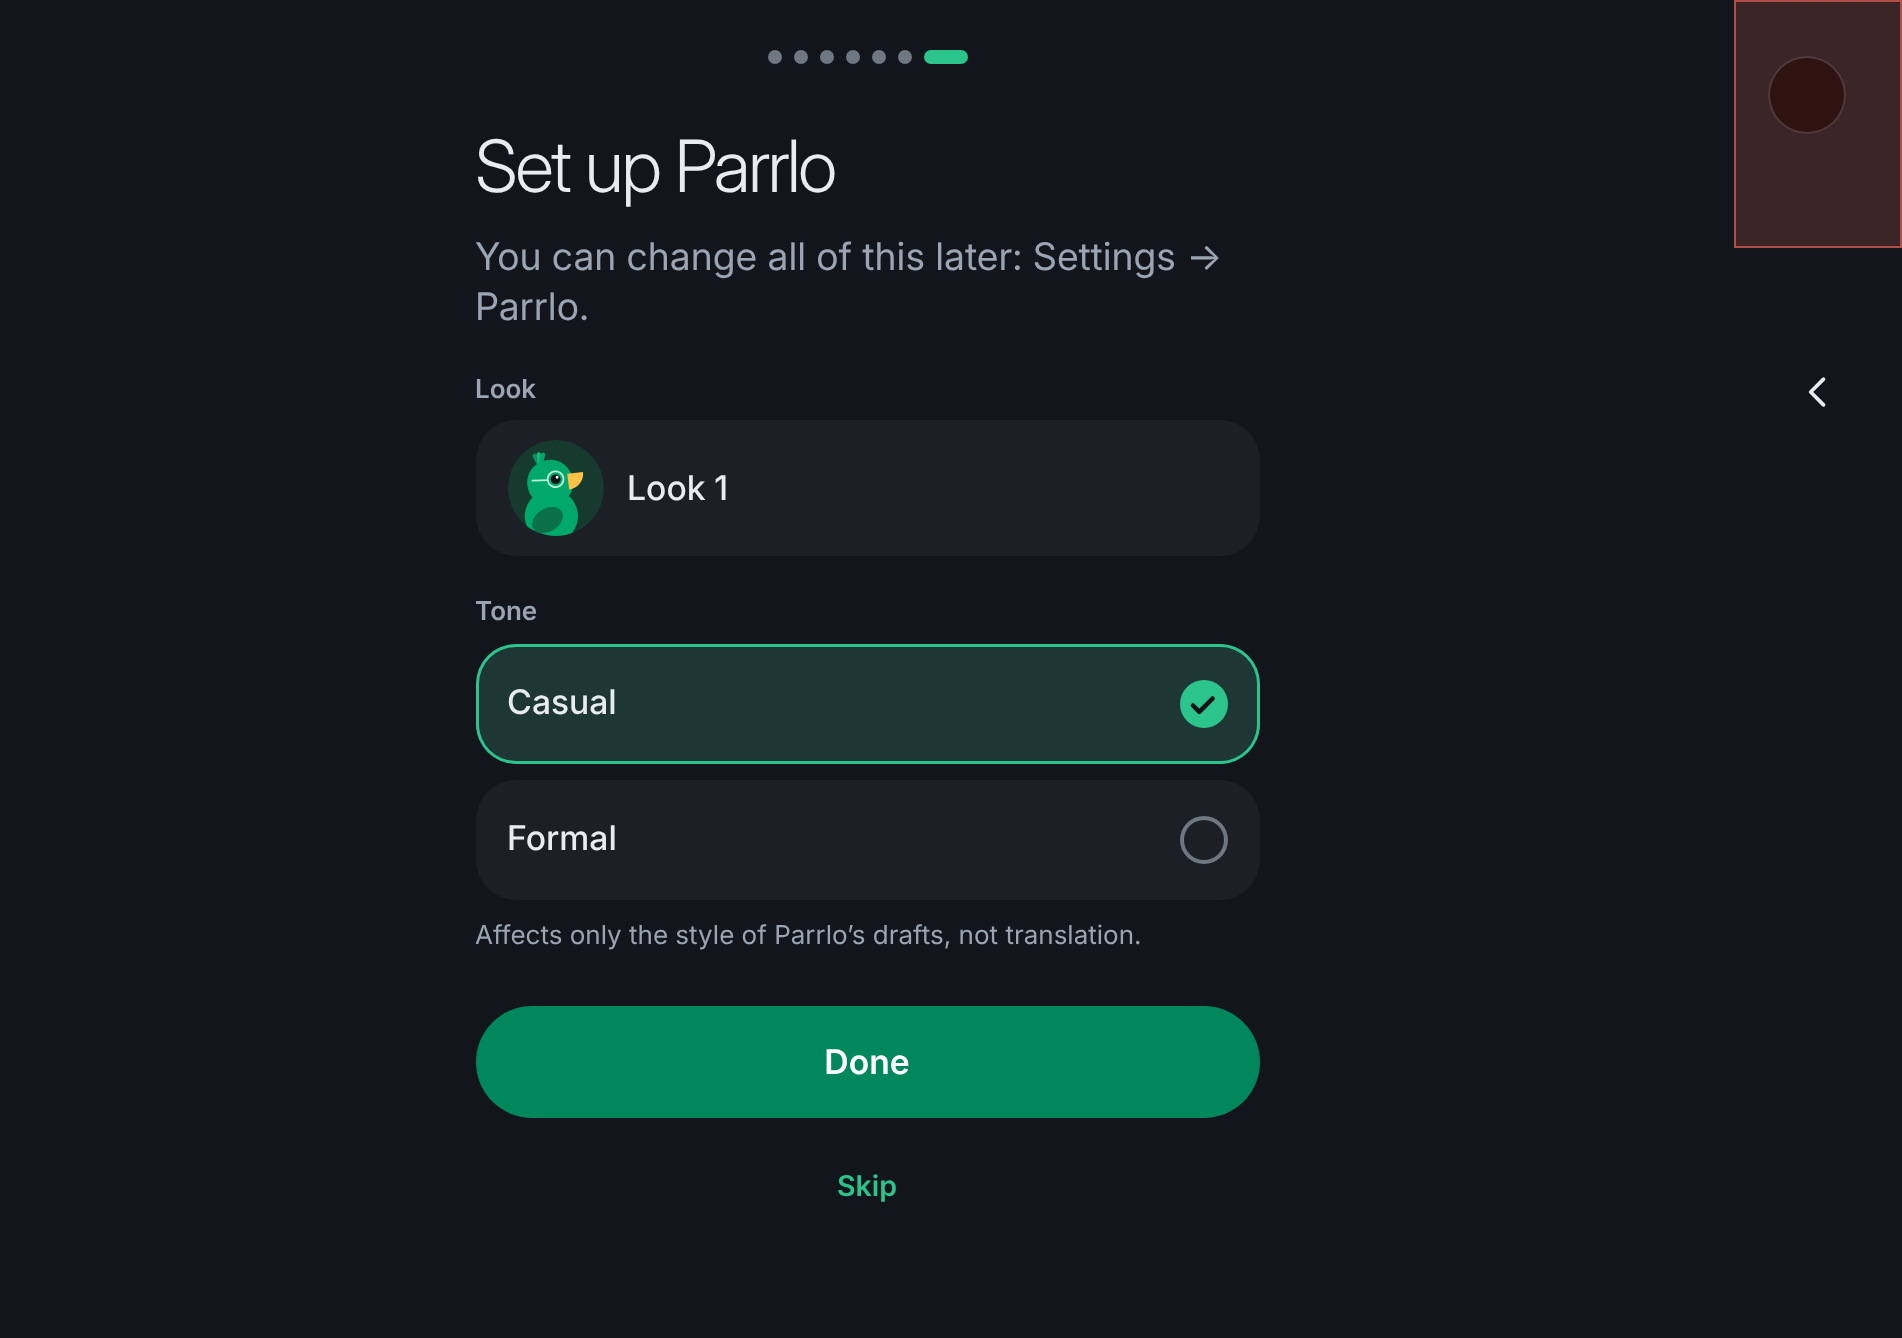 Set up Parrlo
You can change all of this later: Settings →
Parrlo.
Look
Look 1
Tone
Casual
Formal
Affects only the style of Parrlo’s drafts, not translation.
Done
Skip